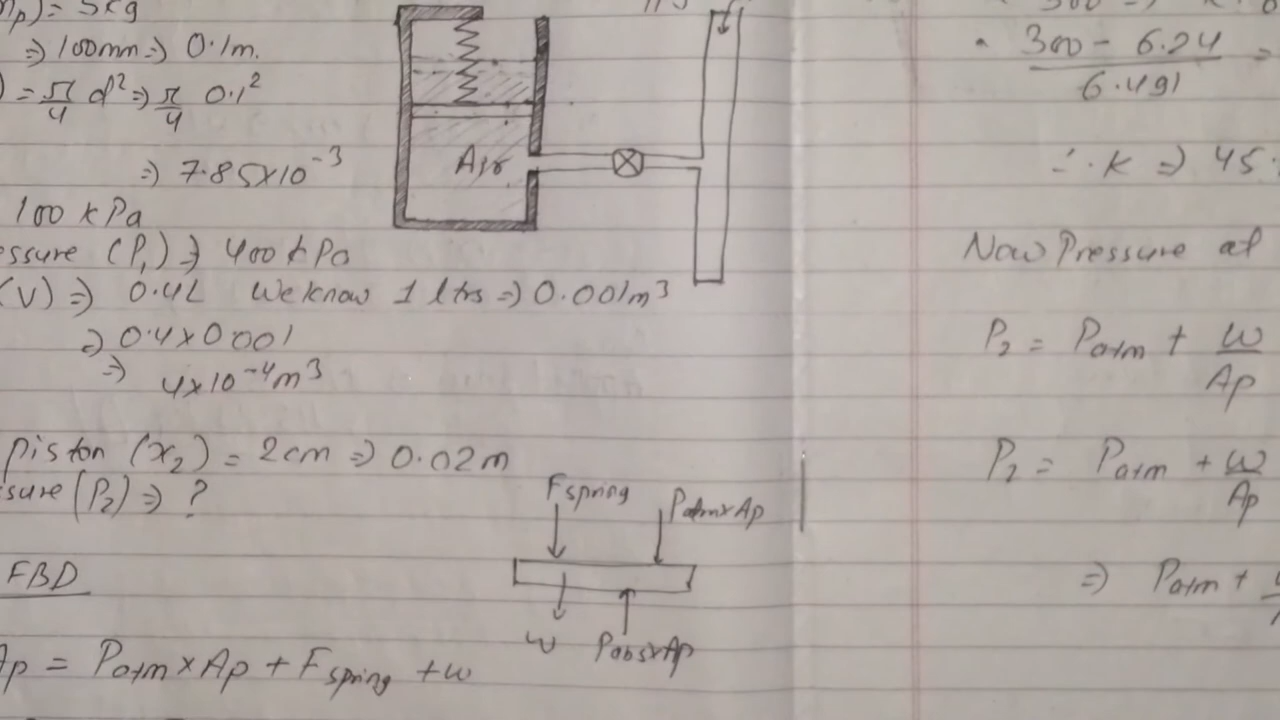 = 5kg
⇒ 100mm ⇒ 0.1m.
= π/4 d² ⇒ π/4 0.1²
⇒ 7.85×10⁻³
100 kPa
essure (P₁) ⇒ 400 kPa
(V) ⇒ 0.4L We know 1 ltrs ⇒ 0.001m³
⇒ 0.4×0.001
⇒ 4×10⁻⁴m³
piston (x₂) = 2cm ⇒ 0.02m
sure (P₂) ⇒ ?
FBD
Ap = Patm×Ap + Fspring + w
Air
Fspring
Patm×Ap
w
Pabs×Ap
300 - 6.24 =
6.491
∴ K ⇒ 45
Now Pressure at
P₂ = Patm + w/Ap
P₂ = Patm + w/Ap
⇒ Patm +